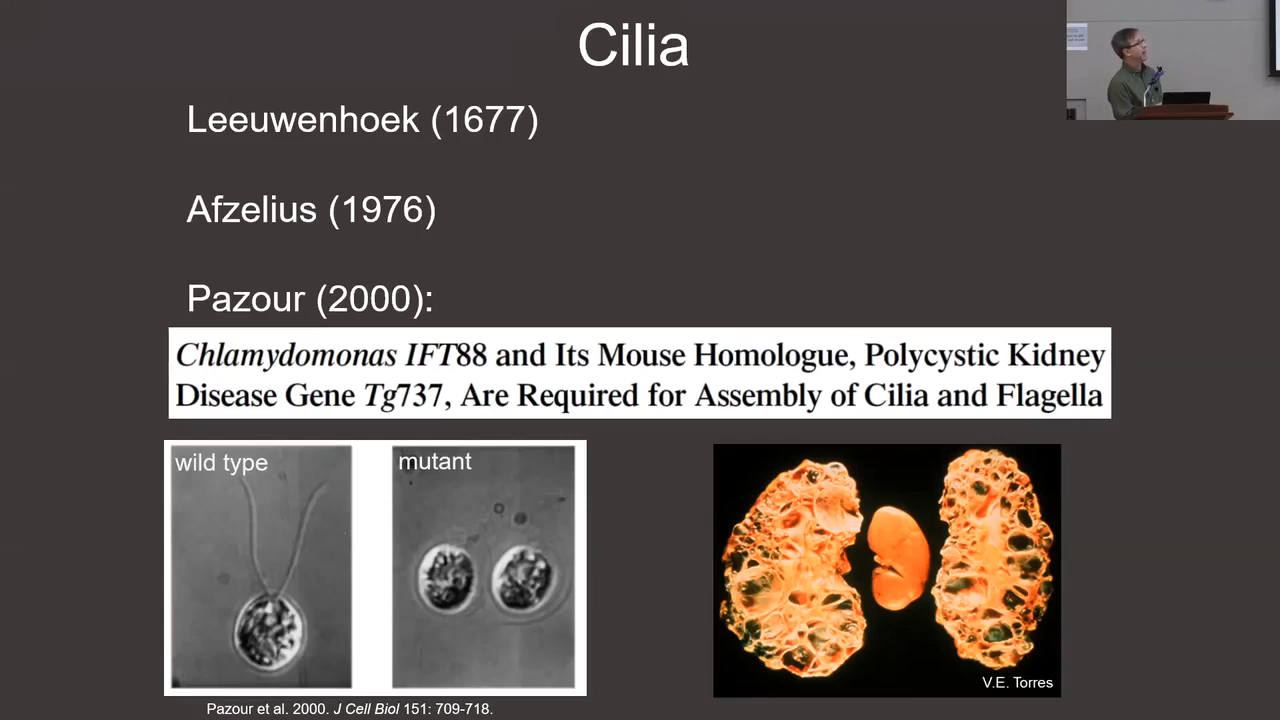 Cilia
Leeuwenhoek (1677)
Afzelius (1976)
Pazour (2000):
Chlamydomonas IFT88 and Its Mouse Homologue, Polycystic Kidney
Disease Gene Tg737, Are Required for Assembly of Cilia and Flagella
wild type
mutant
V.E. Torres
Pazour et al. 2000. J Cell Biol 151: 709-718.